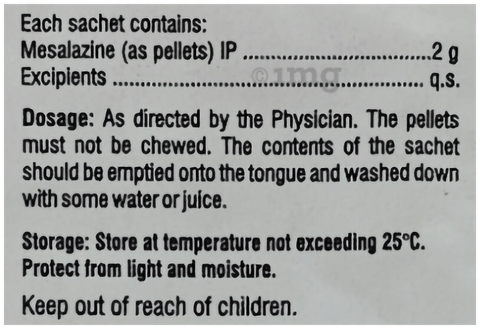 Each sachet contains:
Mesalazine (as pellets) IP ................................2 g
Excipients ...................................................... q.s.
1mg
Dosage: As directed by the Physician. The pellets
must not be chewed. The contents of the sachet
should be emptied onto the tongue and washed down
with some water or juice.
Storage: Store at temperature not exceeding 25°C.
Protect from light and moisture.
Keep out of reach of children.